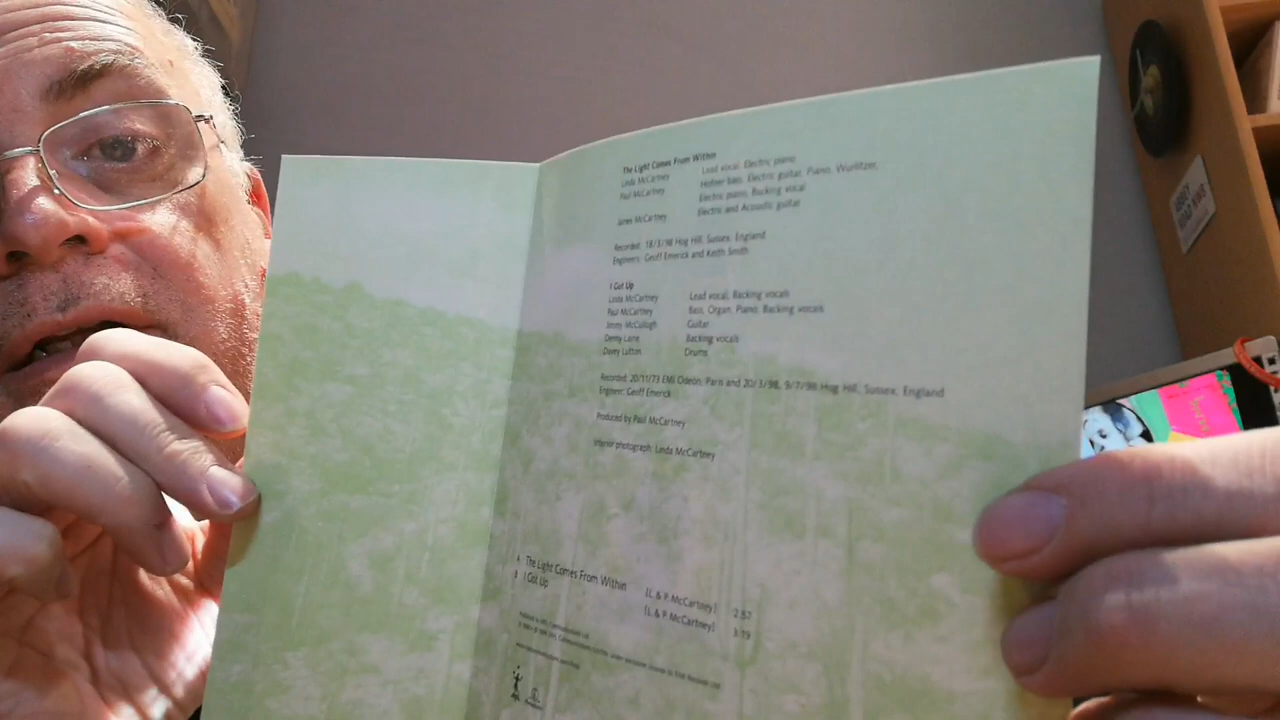 The Light Comes From Within
Linda McCartney Lead vocal, Electric piano
Paul McCartney Hofner bass, Electric guitar, Piano, Wurlitzer,
Electric piano, Backing vocal
James McCartney Electric and Acoustic guitar
Recorded: 18/3/98 Hog Hill, Sussex, England
Engineers: Geoff Emerick and Keith Smith
I Got Up
Linda McCartney Lead vocal, Backing vocals
Paul McCartney Bass, Organ, Piano, Backing vocals
Jimmy McCullogh Guitar
Denny Laine Backing vocals
Davey Lutton Drums
Recorded: 20/11/73 EMI Odeon, Paris and 20/3/98, 9/7/98 Hog Hill, Sussex, England
Engineer: Geoff Emerick
Produced by Paul McCartney
Interior photograph: Linda McCartney
A The Light Comes From Within [L. & P. McCartney] 2:57
B I Got Up [L. & P. McCartney] 3:19